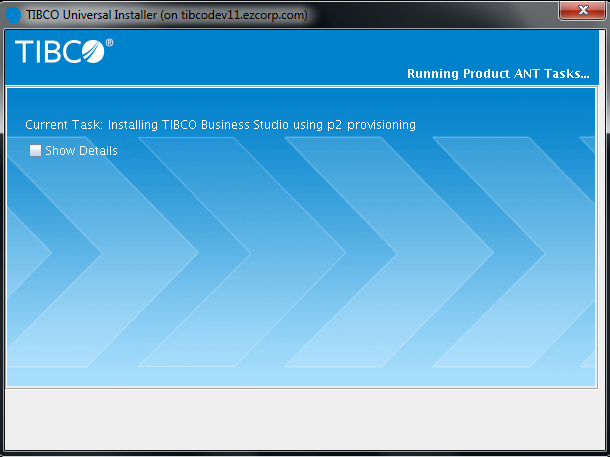 TIBCO Universal Installer (on tibcodev11.ezcorp.com)
TIBCO®
Running Product ANT Tasks...
Current Task: Installing TIBCO Business Studio using p2 provisioning
Show Details